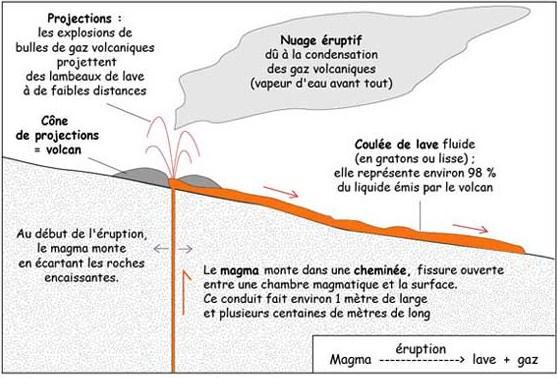 Projections :
les explosions de
bulles de gaz volcaniques
projettent
des lambeaux de lave
à de faibles distances
Nuage éruptif
dû à la condensation
des gaz volcaniques
(vapeur d'eau avant tout)
Cône
de projections
= volcan
Coulée de lave fluide
(en gratons ou lisse) ;
elle représente environ 98 %
du liquide émis par le volcan
Au début de l'éruption,
le magma monte
en écartant les roches
encaissantes.
Le magma monte dans une cheminée, fissure ouverte
entre une chambre magmatique et la surface.
Ce conduit fait environ 1 mètre de large
et plusieurs centaines de mètres de long
éruption
Magma -----------> lave + gaz